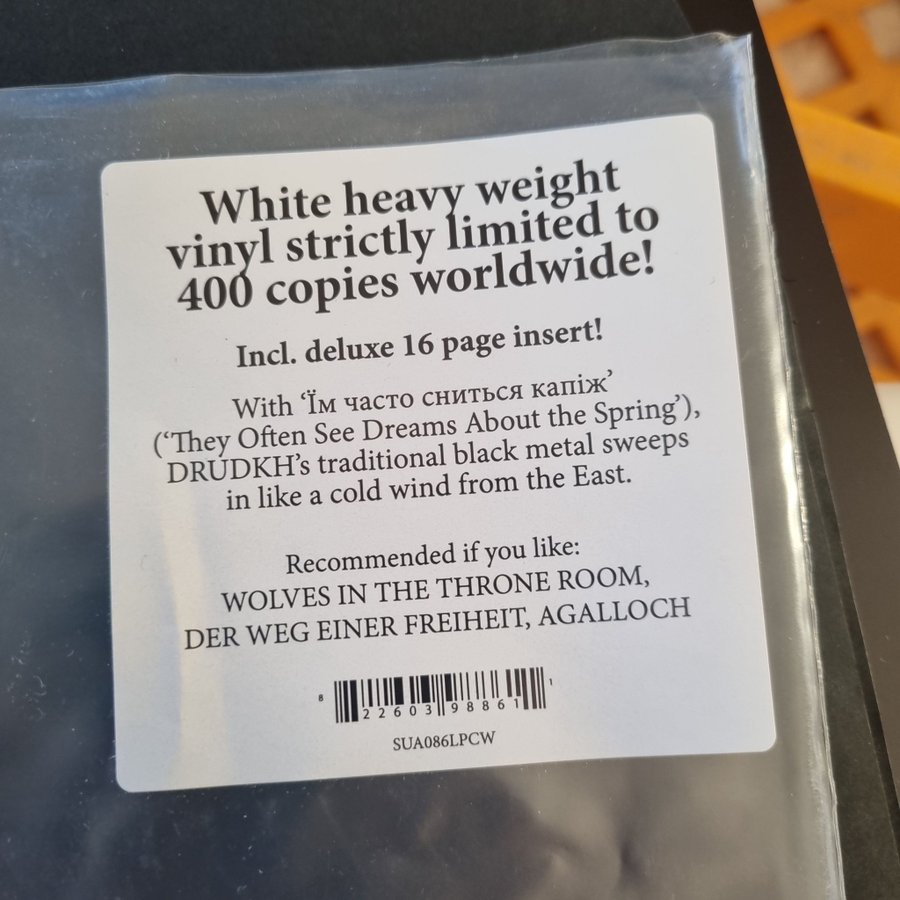 White heavy weight
vinyl strictly limited to
400 copies worldwide!
Incl. deluxe 16 page insert!
With ‘Їм часто сниться капіж’
(‘They Often See Dreams About the Spring’),
DRUDKH’s traditional black metal sweeps
in like a cold wind from the East.
Recommended if you like:
WOLVES IN THE THRONE ROOM,
DER WEG EINER FREIHEIT, AGALLOCH
8 22603 98861 1
SUA086LPCW